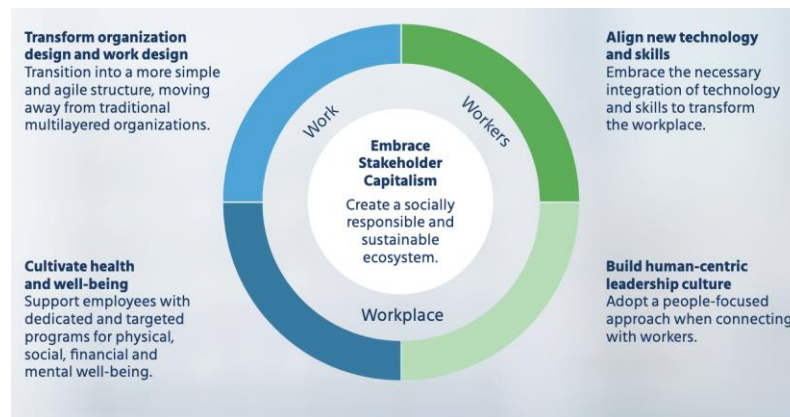 Transform organization
design and work design
Transition into a more simple
and agile structure, moving
away from traditional
multilayered organizations.
Align new technology
and skills
Embrace the necessary
integration of technology
and skills to transform
the workplace.
Work
Workers
Embrace
Stakeholder
Capitalism
Create a socially
responsible and
sustainable
ecosystem.
Workplace
Cultivate health
and well-being
Support employees with
dedicated and targeted
programs for physical,
social, financial and
mental well-being.
Build human-centric
leadership culture
Adopt a people-focused
approach when connecting
with workers.